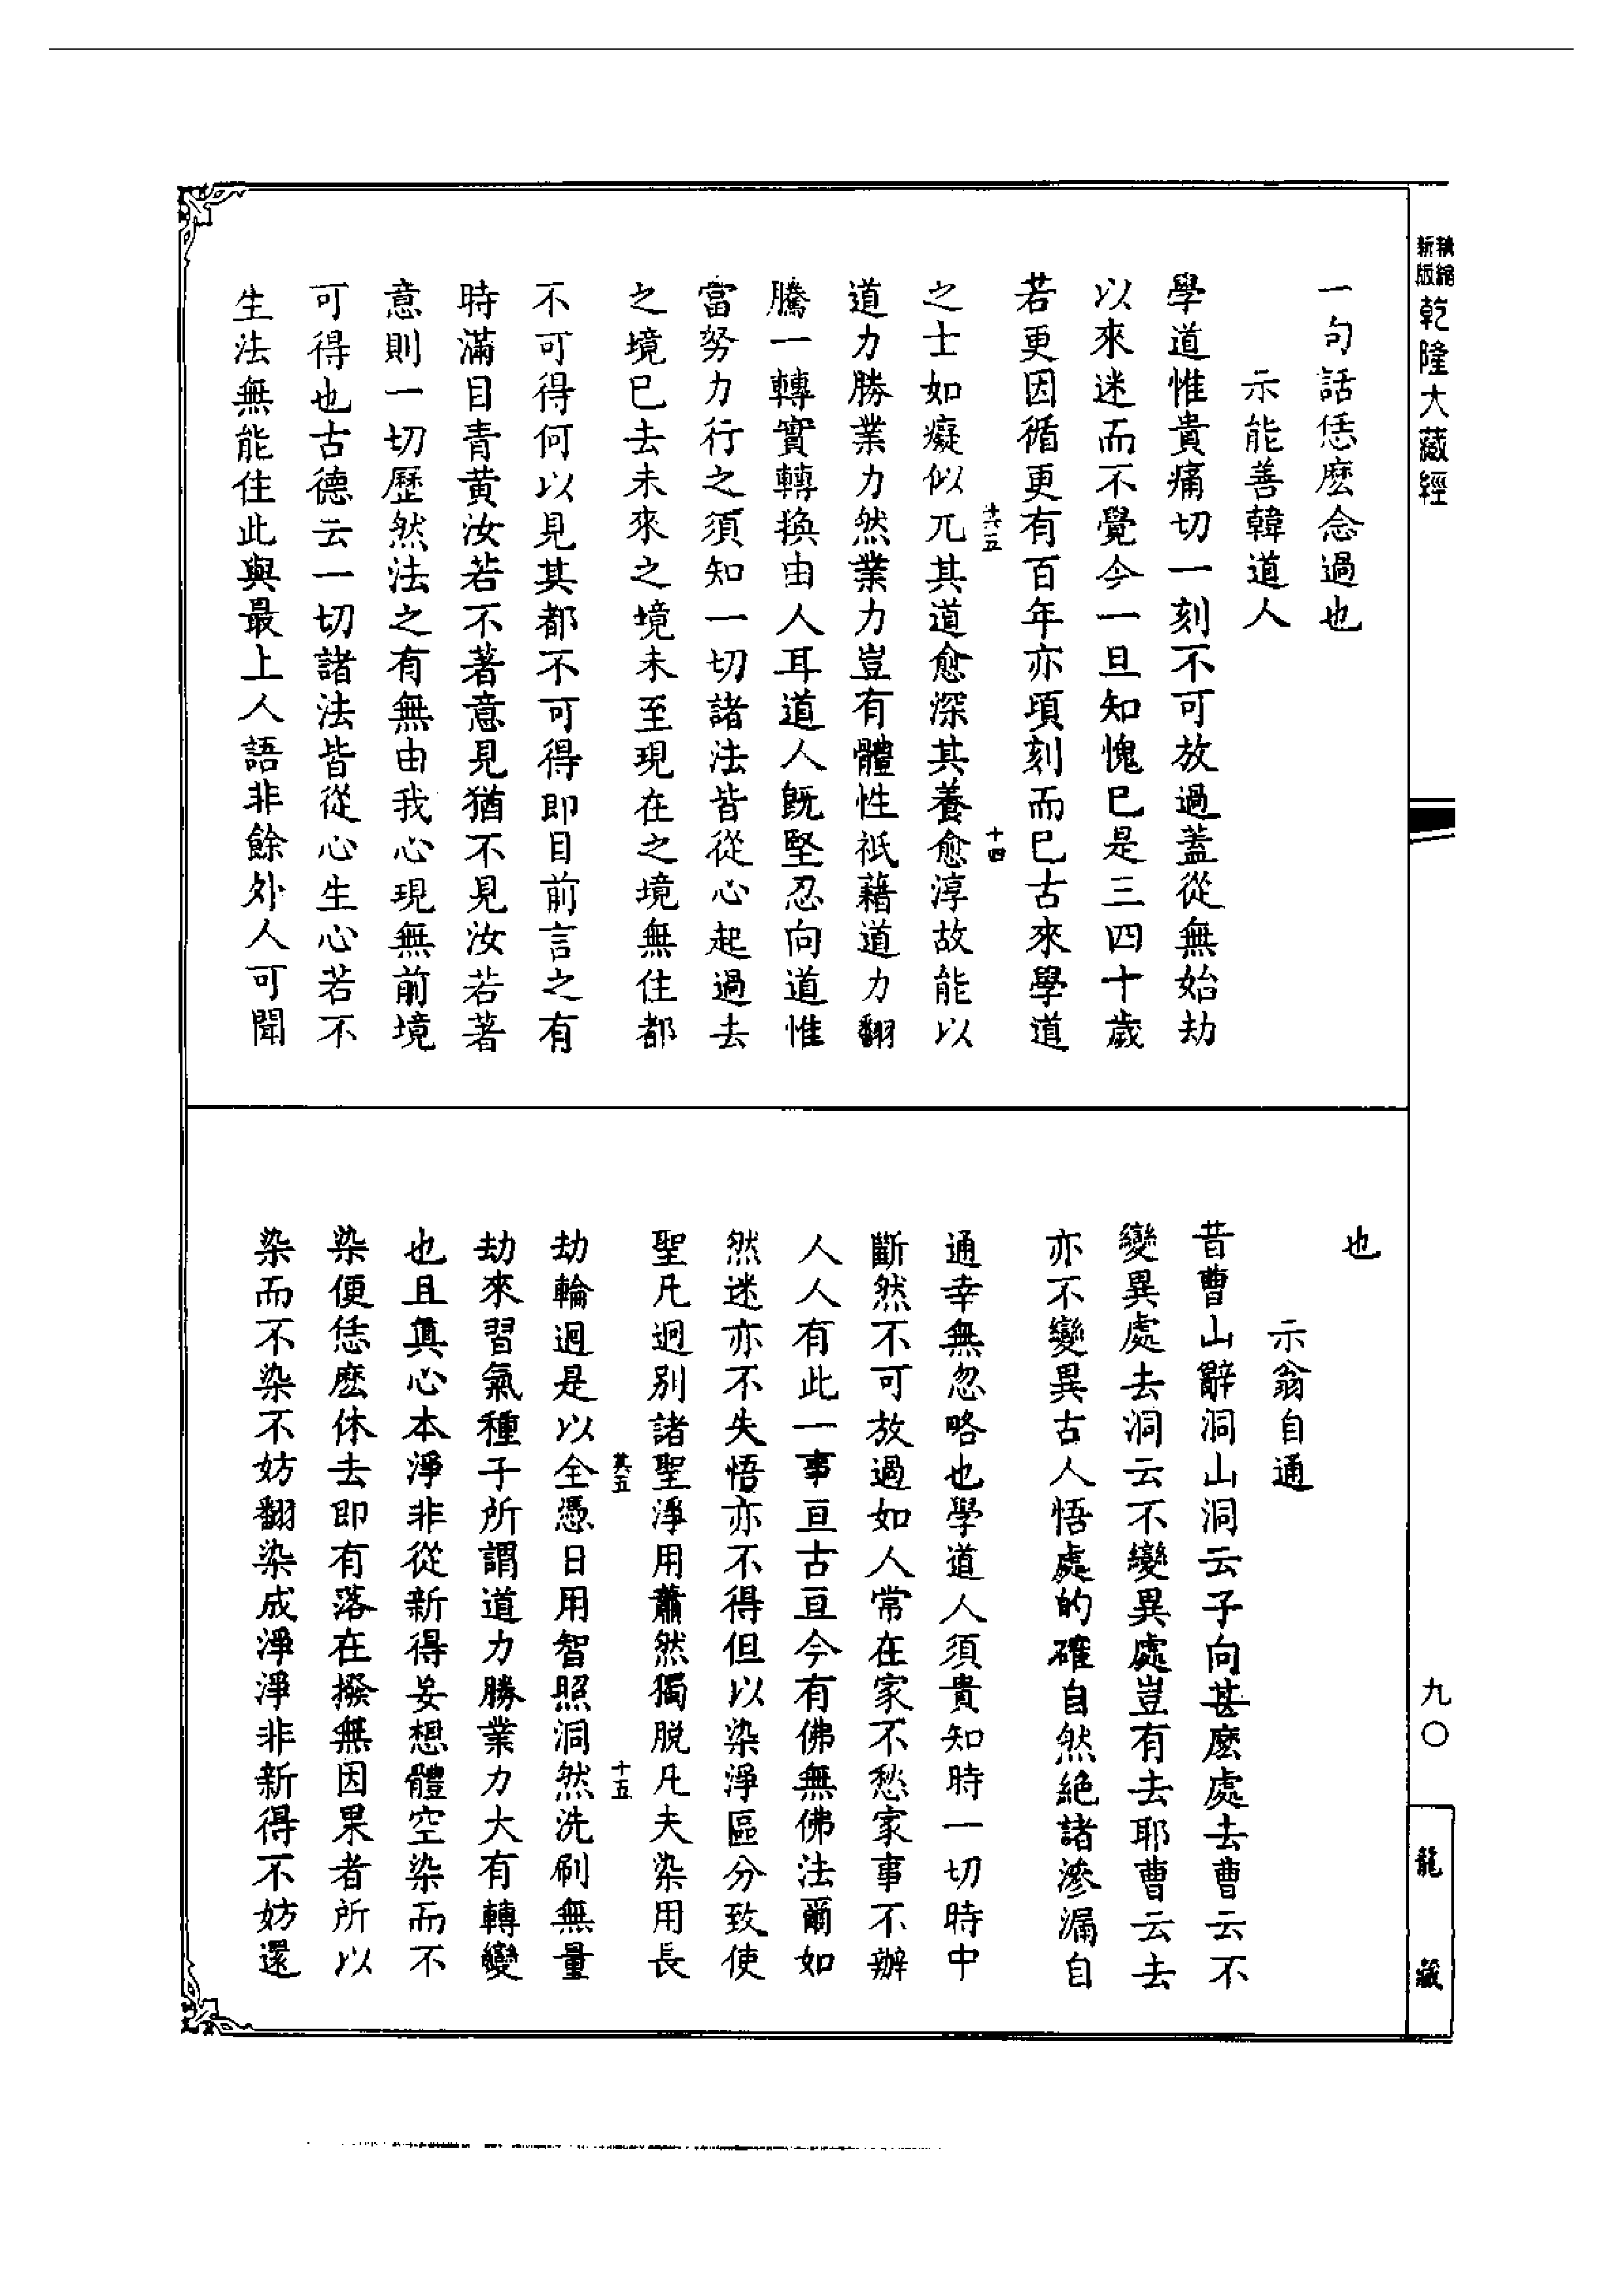 新版精縮乾隆大藏經
一句話恁麽念過也
示能善韓道人
學道惟貴痛切一刻不可放過蓋從無始劫
以來迷而不覺今一旦知愧巳是三四十歲
若更因循更有百年亦頃刻而巳古來學道
十四
之士如癡似兀其道愈深其養愈淳故能以
道力勝業力然業力豈有體性祇藉道力翻
騰一轉實轉換由人耳道人旣堅忍向道惟
當努力行之須知一切諸法皆從心起過去
之境巳去未來之境未至現在之境無住都
不可得何以見其都不可得即目前言之有
時滿目青黄汝若不著意見猶不見汝若著
意則一切歷然法之有無由我心現無前境
可得也古德云一切諸法皆從心生心若不
生法無能住此與最上人語非餘外人可聞
也
示翁自通
昔曹山辭洞山洞云子向甚麽處去曹云不
變異處去洞云不變異處豈有去耶曹云去
亦不變異古人悟處的確自然絕諸滲漏自
通幸無忽略也學道人須貴知時一切時中
斷然不可放過如人常在家不愁家事不辦
人人有此一事亘古亘今有佛無佛法爾如
然迷亦不失悟亦不得但以染淨區分致使
聖凡迥別諸聖淨用蕭然獨脱凡夫染用長
其五
十五
劫輪迴是以全憑日用智照洞然洗刷無量
劫來習氣種子所謂道力勝業力大有轉變
也且眞心本淨非從新得妄想體空染而不
染便恁麽休去即有落在撥無因果者所以
染而不染不妨翻染成淨淨非新得不妨還
九〇
龍藏